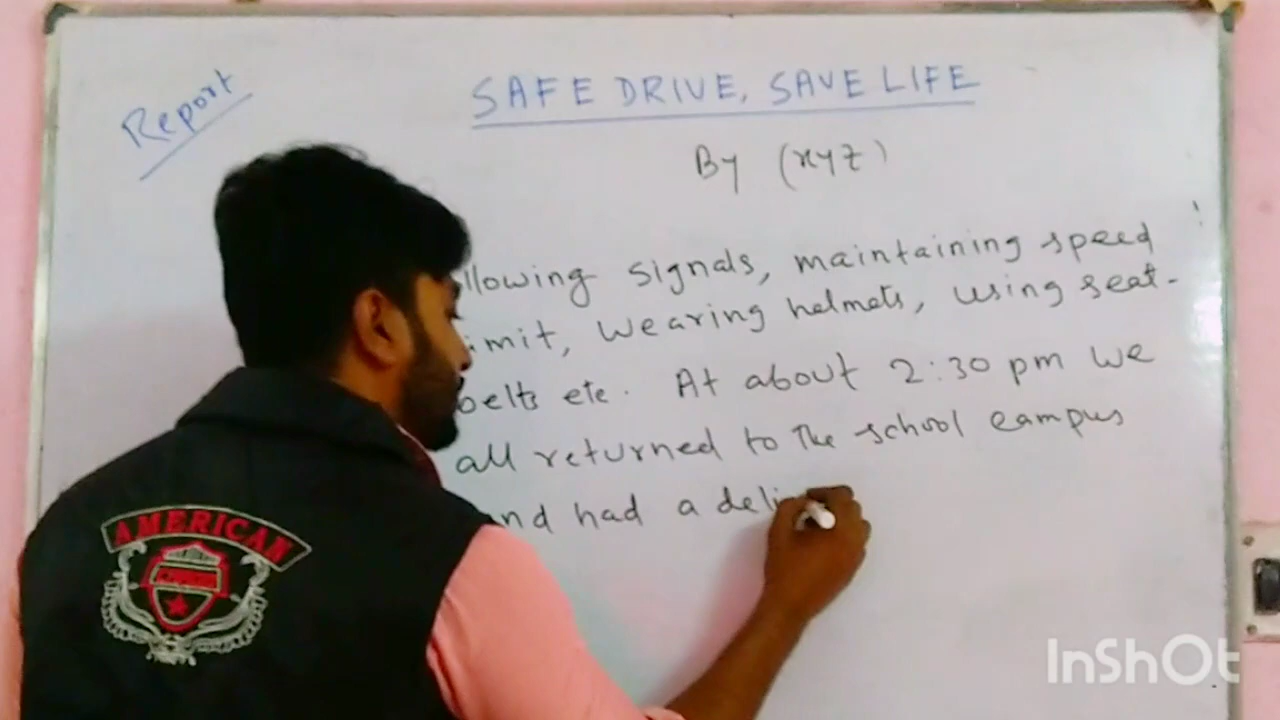 Report
SAFE DRIVE, SAVE LIFE
By (xyz)
llowing signals, maintaining speed
imit, Wearing helmets, using seat-
belts etc. At about 2:30 pm we
all returned to the school campus
and had a deli
AMERICAN
InShOt